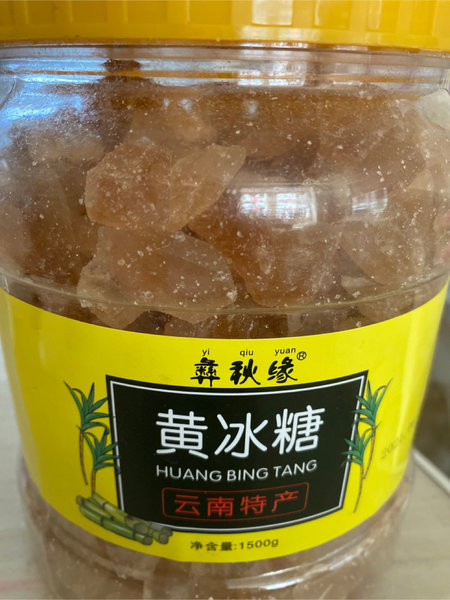 yi qiu yuan
彝秋缘®
黄冰糖
HUANG BING TANG
云南特产
净含量:1500g